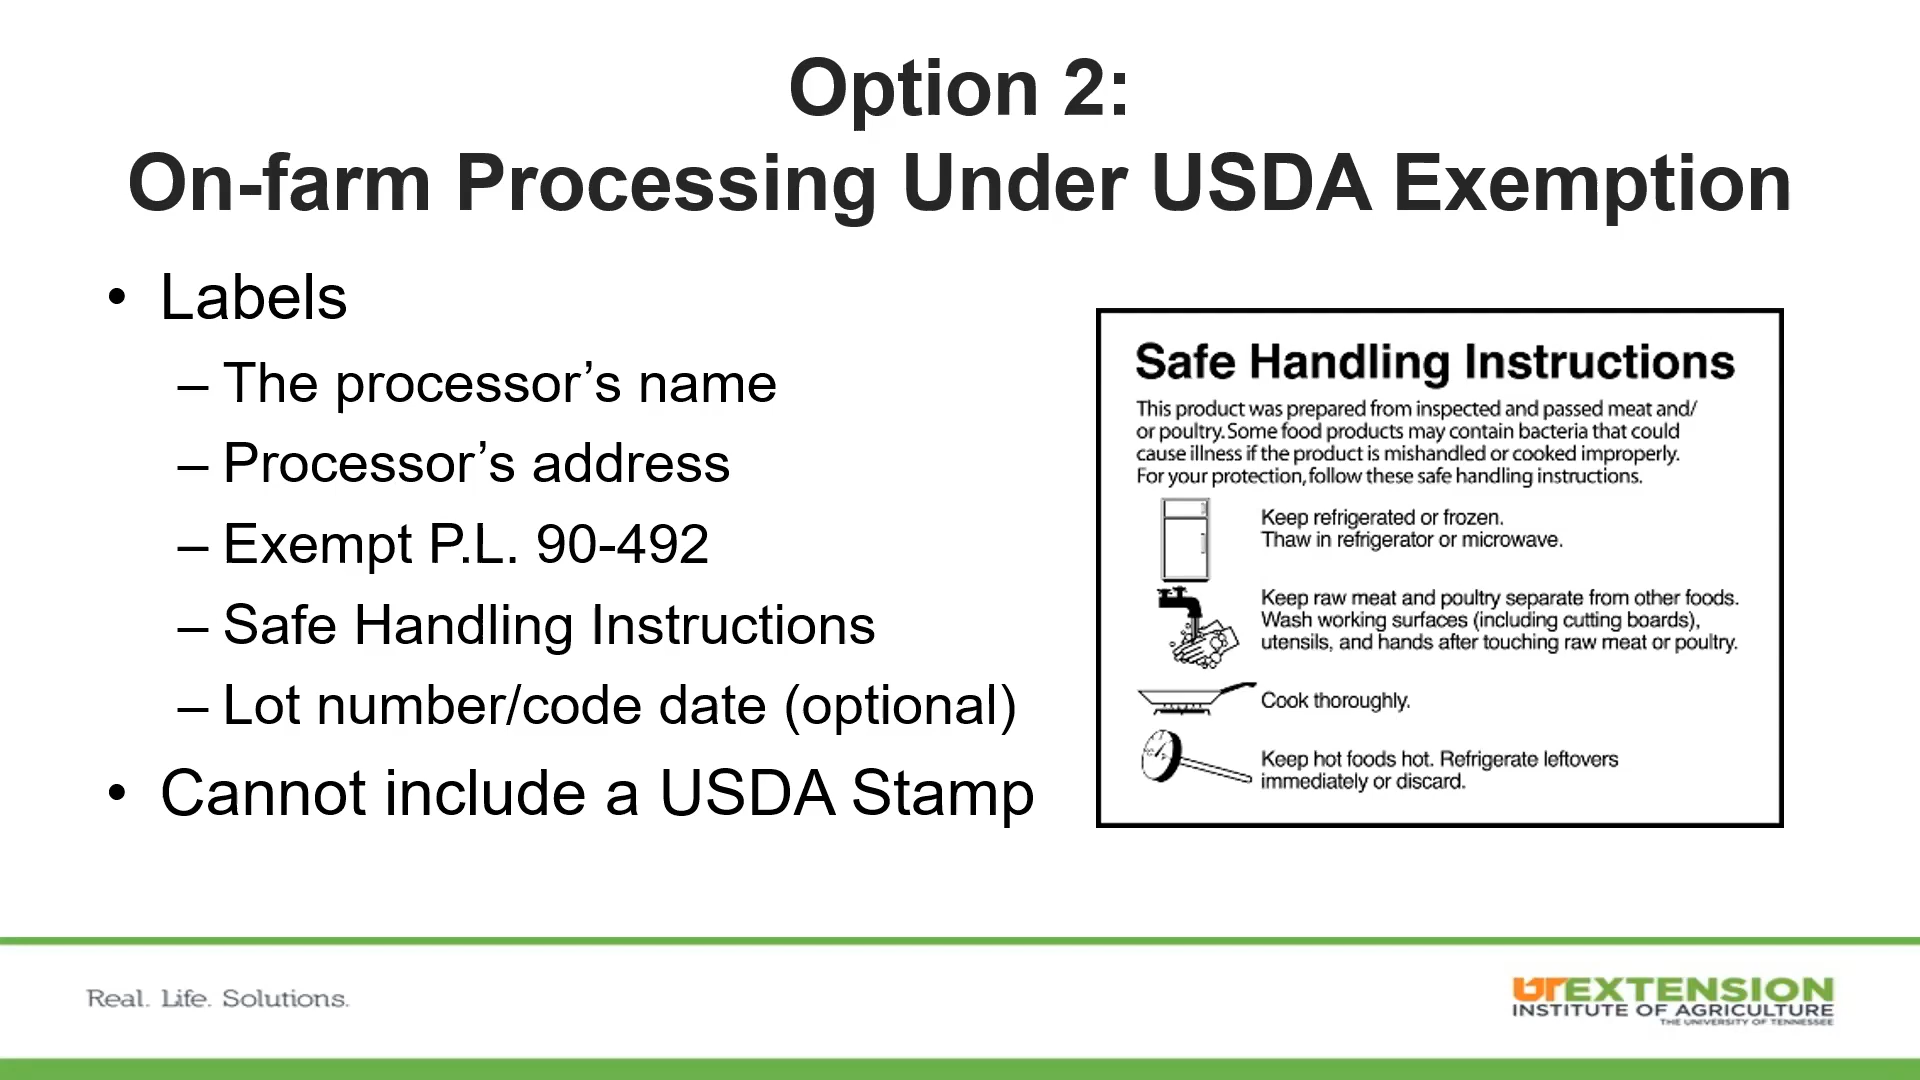 Option 2:
On-farm Processing Under USDA Exemption
• Labels
– The processor’s name
– Processor’s address
– Exempt P.L. 90-492
– Safe Handling Instructions
– Lot number/code date (optional)
• Cannot include a USDA Stamp
Safe Handling Instructions
This product was prepared from inspected and passed meat and/
or poultry. Some food products may contain bacteria that could
cause illness if the product is mishandled or cooked improperly.
For your protection, follow these safe handling instructions.
Keep refrigerated or frozen.
Thaw in refrigerator or microwave.
Keep raw meat and poultry separate from other foods.
Wash working surfaces (including cutting boards),
utensils, and hands after touching raw meat or poultry.
Cook thoroughly.
Keep hot foods hot. Refrigerate leftovers
immediately or discard.
Real. Life. Solutions.
UT EXTENSION
INSTITUTE OF AGRICULTURE
THE UNIVERSITY OF TENNESSEE